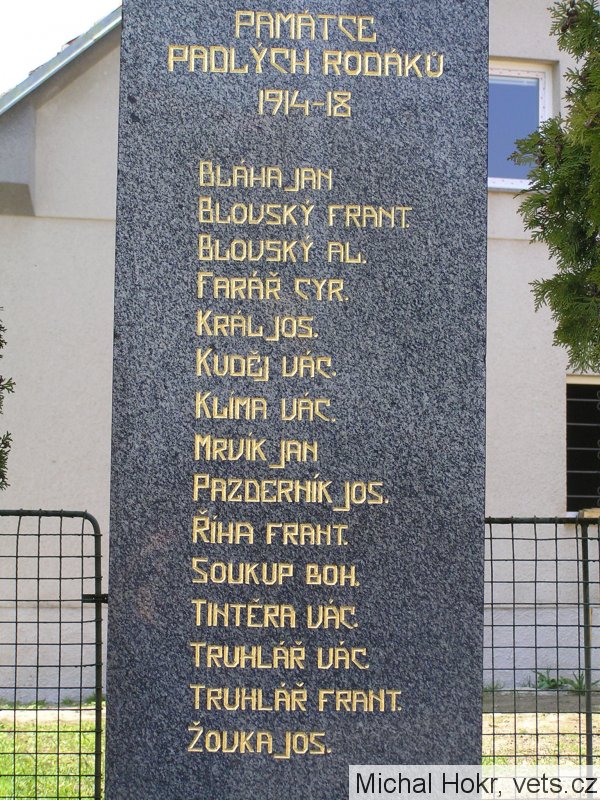 PAMÁTCE
PADLÝCH RODÁKŮ
1914-18
BLÁHA JAN
BLOVSKÝ FRANT.
BLOVSKÝ AL.
FARÁŘ CYR.
KRÁL JOS.
KUDĚJ VÁC.
KLIMA VÁC.
MRVÍK JAN
PAZDERNÍK JOS.
ŘÍHA FRANT.
SOUKUP BOH.
TINTĚRA VÁC.
TRUHLÁŘ VÁC.
TRUHLÁŘ FRANT.
ŽOVKA JOS.
Michal Hokr, vets.cz